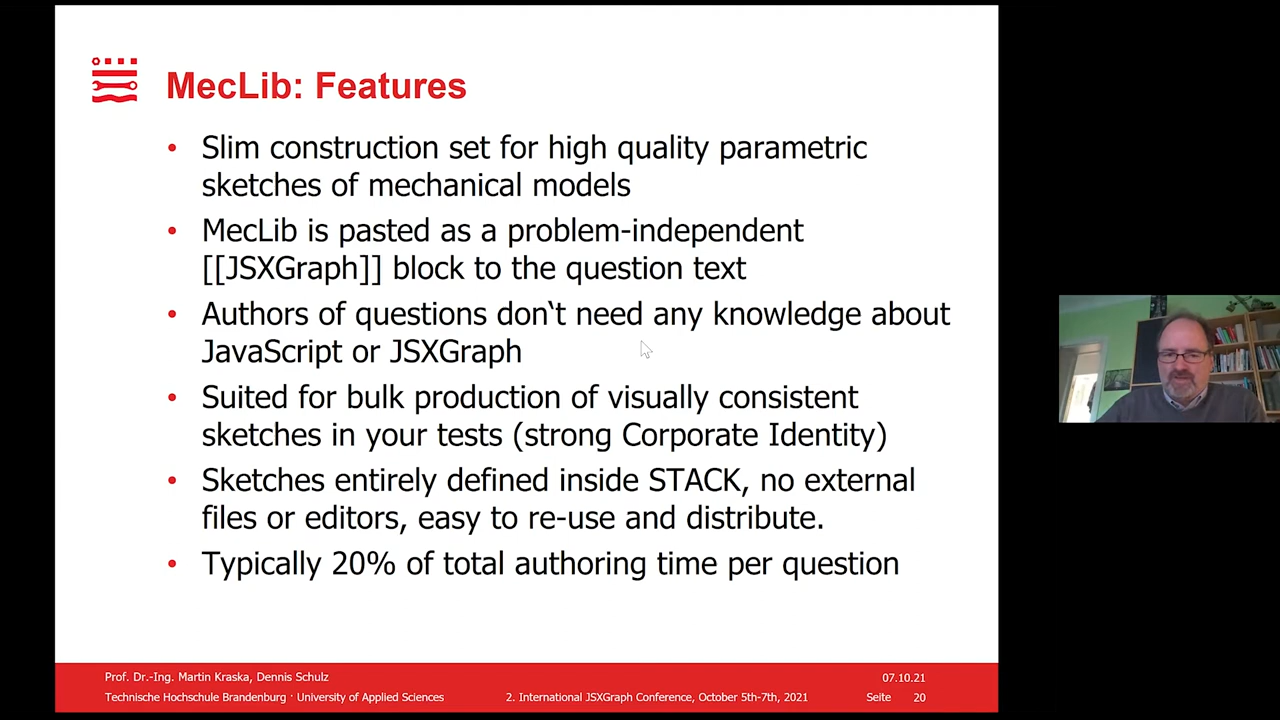 MecLib: Features
• Slim construction set for high quality parametric
sketches of mechanical models
• MecLib is pasted as a problem-independent
[[JSXGraph]] block to the question text
• Authors of questions don‘t need any knowledge about
JavaScript or JSXGraph
• Suited for bulk production of visually consistent
sketches in your tests (strong Corporate Identity)
• Sketches entirely defined inside STACK, no external
files or editors, easy to re-use and distribute.
• Typically 20% of total authoring time per question
Prof. Dr.-Ing. Martin Kraska, Dennis Schulz
07.10.21
Technische Hochschule Brandenburg · University of Applied Sciences
2. International JSXGraph Conference, October 5th-7th, 2021
Seite 20